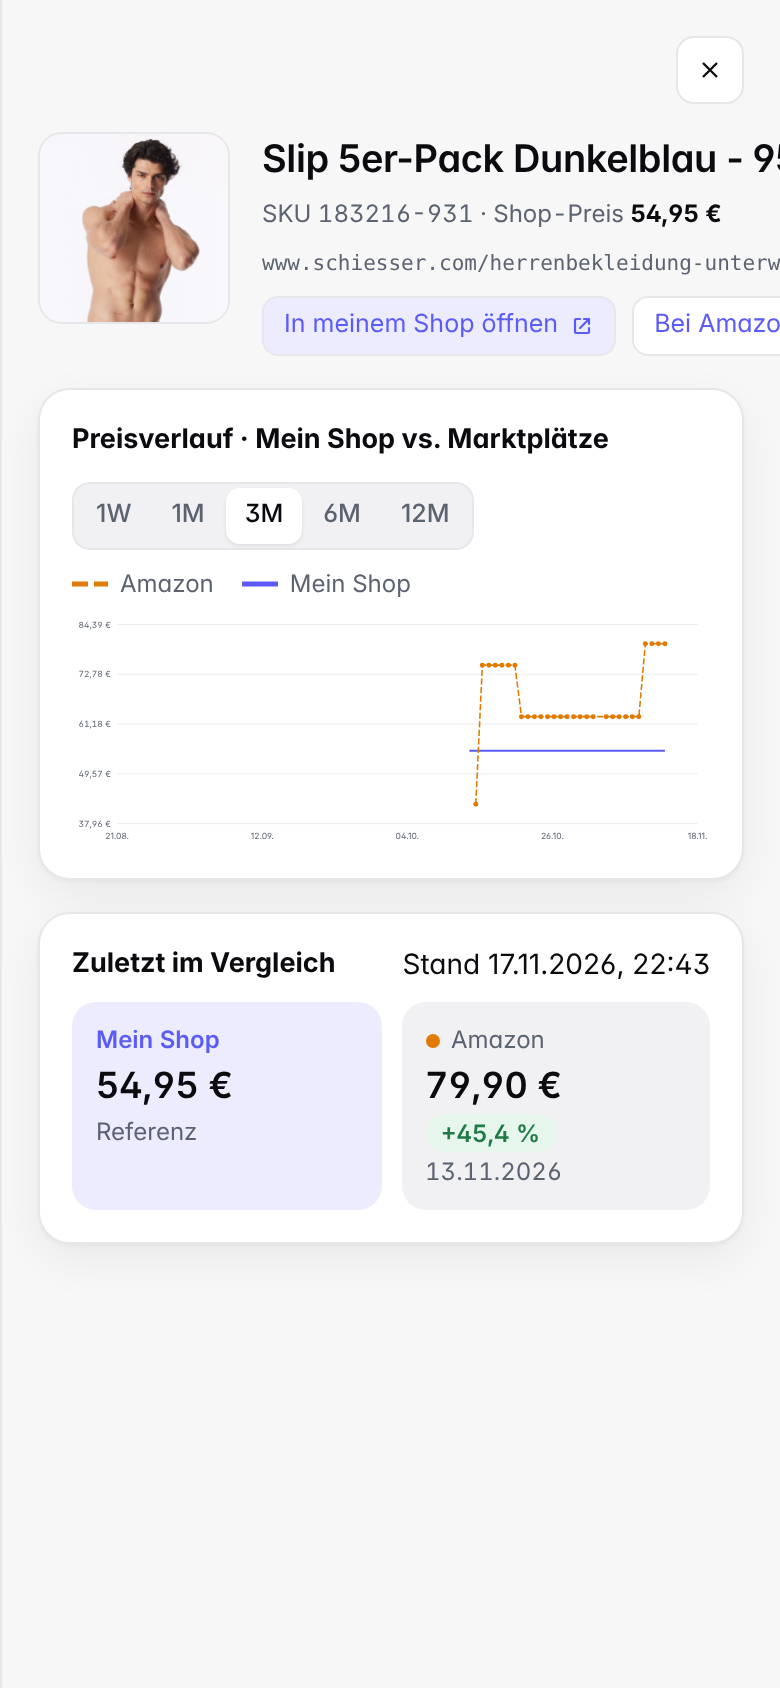 Slip 5er-Pack Dunkelblau - 95
SKU 183216-931 · Shop-Preis 54,95 €
www.schiesser.com/herrenbekleidung-unterw
In meinem Shop öffnen
Bei Amazo
Preisverlauf · Mein Shop vs. Marktplätze
1W 1M 3M 6M 12M
Amazon Mein Shop
84,39 €
72,78 €
61,18 €
49,57 €
37,96 €
21.08. 12.09. 04.10. 26.10. 18.11.
Zuletzt im Vergleich
Stand 17.11.2026, 22:43
Mein Shop
54,95 €
Referenz
Amazon
79,90 €
+45,4 %
13.11.2026